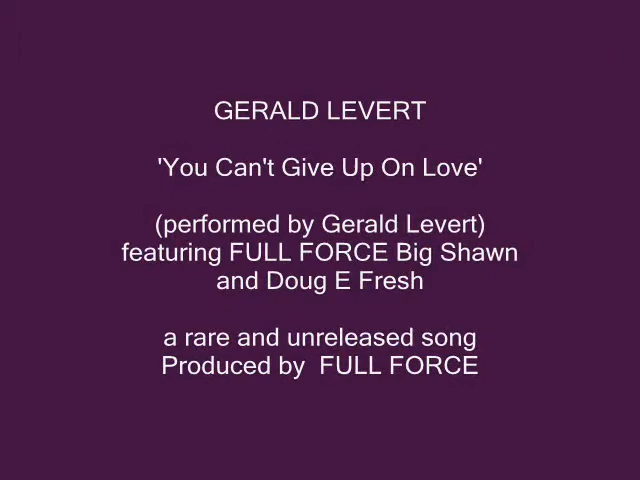 GERALD LEVERT
'You Can't Give Up On Love'
(performed by Gerald Levert)
featuring FULL FORCE Big Shawn
and Doug E Fresh
a rare and unreleased song
Produced by  FULL FORCE